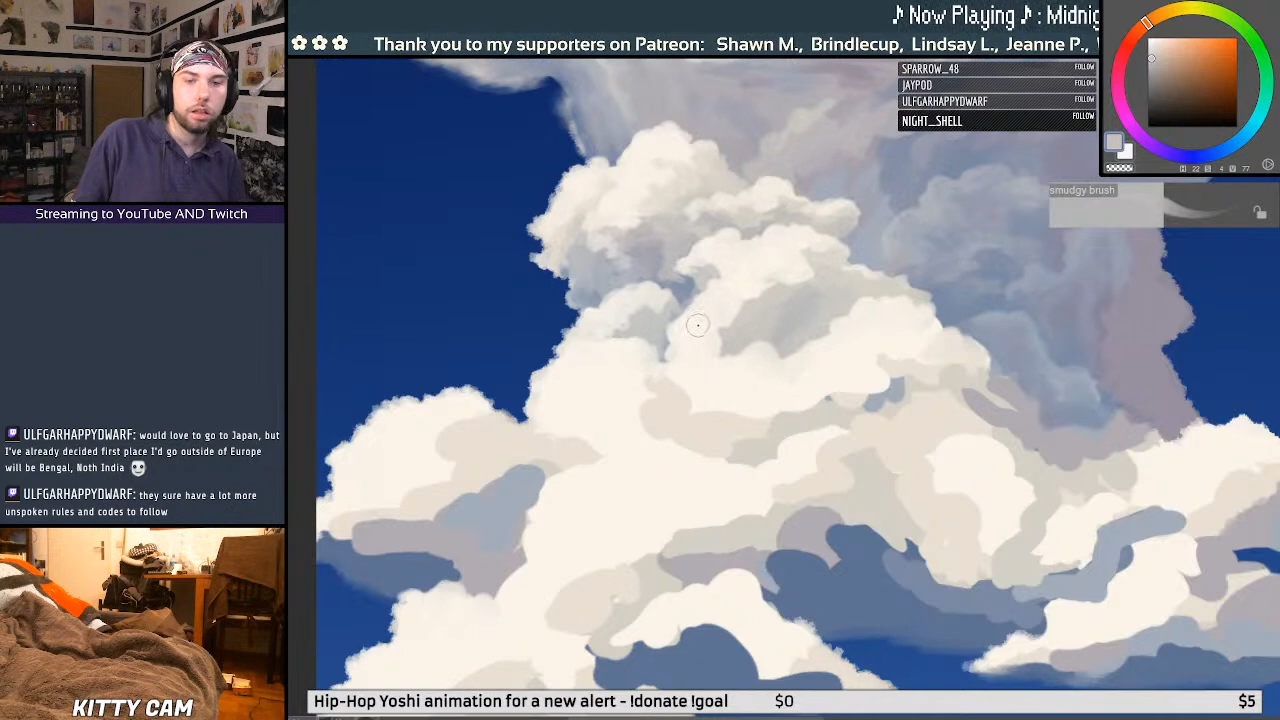 ♪ Now Playing ♪ : Midnig
✿ ✿ ✿ Thank you to my supporters on Patreon: Shawn M., Brindlecup, Lindsay L., Jeanne P.,
SPARROW_48 FOLLOW
JAYPOD FOLLOW
ULFGARHAPPYDWARF FOLLOW
NIGHT_SHELL FOLLOW
H 22 S 4 V 77
smudgy brush
Streaming to YouTube AND Twitch
ULFGARHAPPYDWARF: would love to go to Japan, but
I've already decided first place I'd go outside of Europe
will be Bengal, Noth India
ULFGARHAPPYDWARF: they sure have a lot more
unspoken rules and codes to follow
KITTY CAM
Hip-Hop Yoshi animation for a new alert - !donate !goal $0 $5